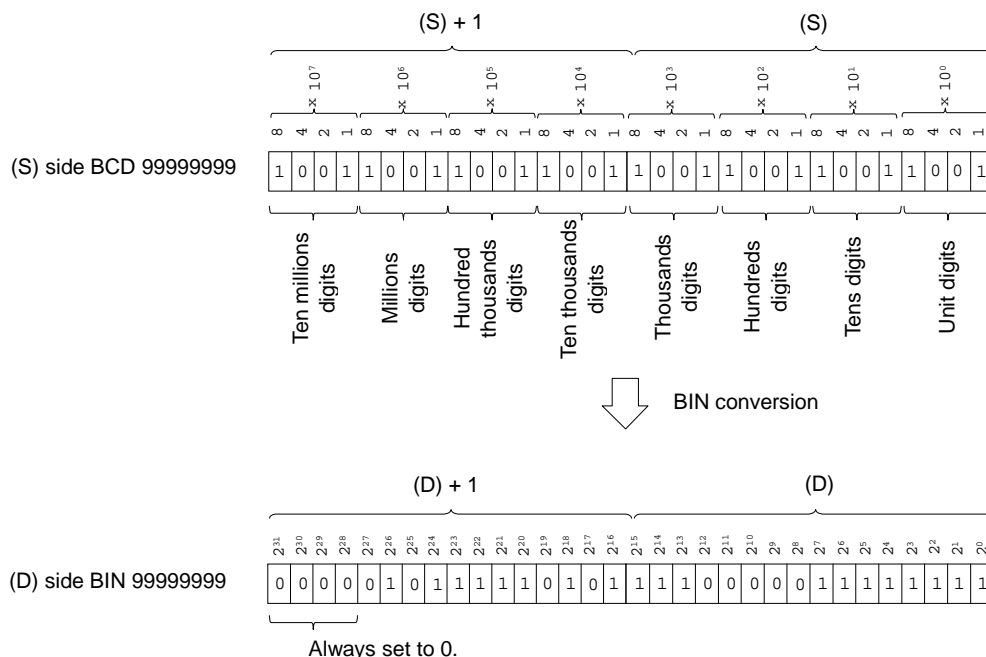 (S) + 1 (S)
x 10⁷ x 10⁶ x 10⁵ x 10⁴ x 10³ x 10² x 10¹ x 10⁰
8 4 2 1 8 4 2 1 8 4 2 1 8 4 2 1 8 4 2 1 8 4 2 1 8 4 2 1 8 4 2 1
(S) side BCD 99999999 1 0 0 1 1 0 0 1 1 0 0 1 1 0 0 1 1 0 0 1 1 0 0 1 1 0 0 1 1 0 0 1
Ten millions digits
Millions digits
Hundred thousands digits
Ten thousands digits
Thousands digits
Hundreds digits
Tens digits
Unit digits
BIN conversion
(D) + 1 (D)
2³¹ 2³⁰ 2²⁹ 2²⁸ 2²⁷ 2²⁶ 2²⁵ 2²⁴ 2²³ 2²² 2²¹ 2²⁰ 2¹⁹ 2¹⁸ 2¹⁷ 2¹⁶ 2¹⁵ 2¹⁴ 2¹³ 2¹² 2¹¹ 2¹⁰ 2⁹ 2⁸ 2⁷ 2⁶ 2⁵ 2⁴ 2³ 2² 2¹ 2⁰
(D) side BIN 99999999 0 0 0 0 0 1 0 1 1 1 1 1 0 1 0 1 1 1 1 0 0 0 0 0 1 1 1 1 1 1 1 1
Always set to 0.